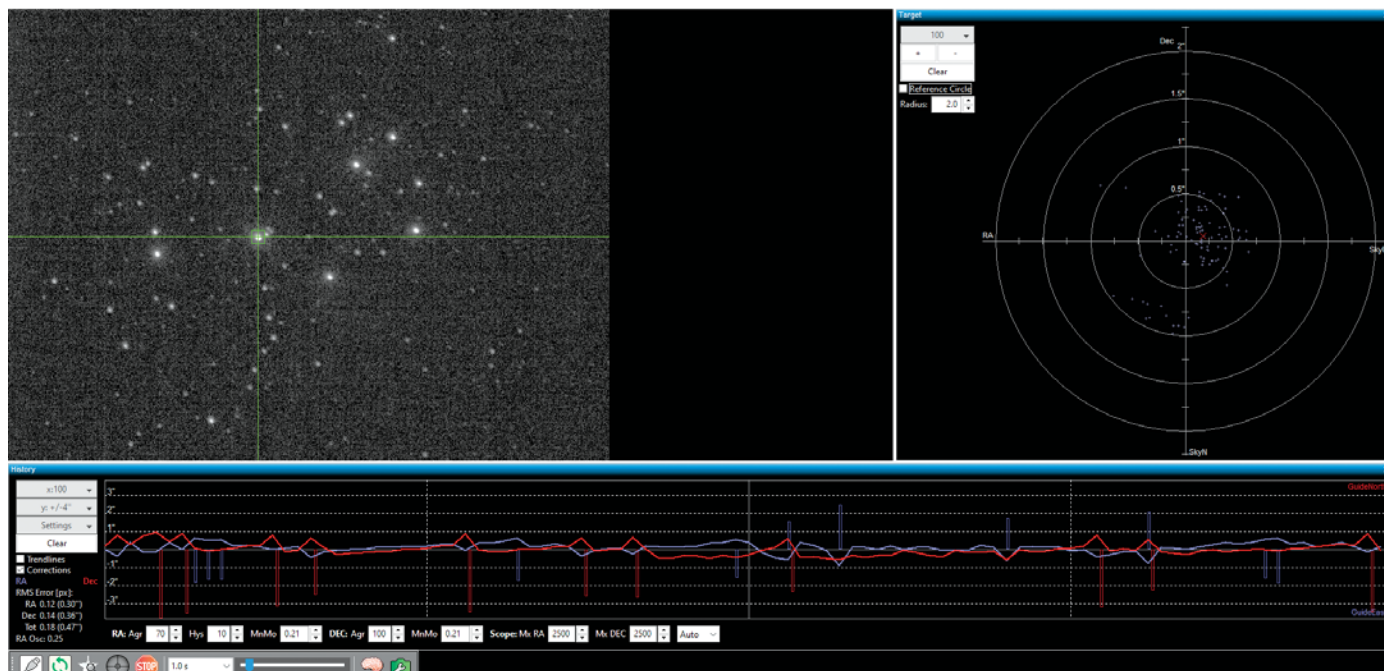 Target
100
+ -
Clear
Reference Circle
Radius: 2.0
Dec
2"
1.5"
1"
0.5"
RA
SkyN
History
x:100
y: +/-4"
Settings
Clear
Trendlines
Corrections
RA Dec
RMS Error [px]:
RA 0.12 (0.30")
Dec 0.14 (0.36")
Tot 0.18 (0.47")
RA Osc: 0.25
3"
2"
1"
-1"
-2"
-3"
GuideNort
GuideEas
RA: Agr 70 Hys 10 MnMo 0.21 DEC: Agr 100 MnMo 0.21 Scope: Mx RA 2500 Mx DEC 2500 Auto
STOP 1.0 s